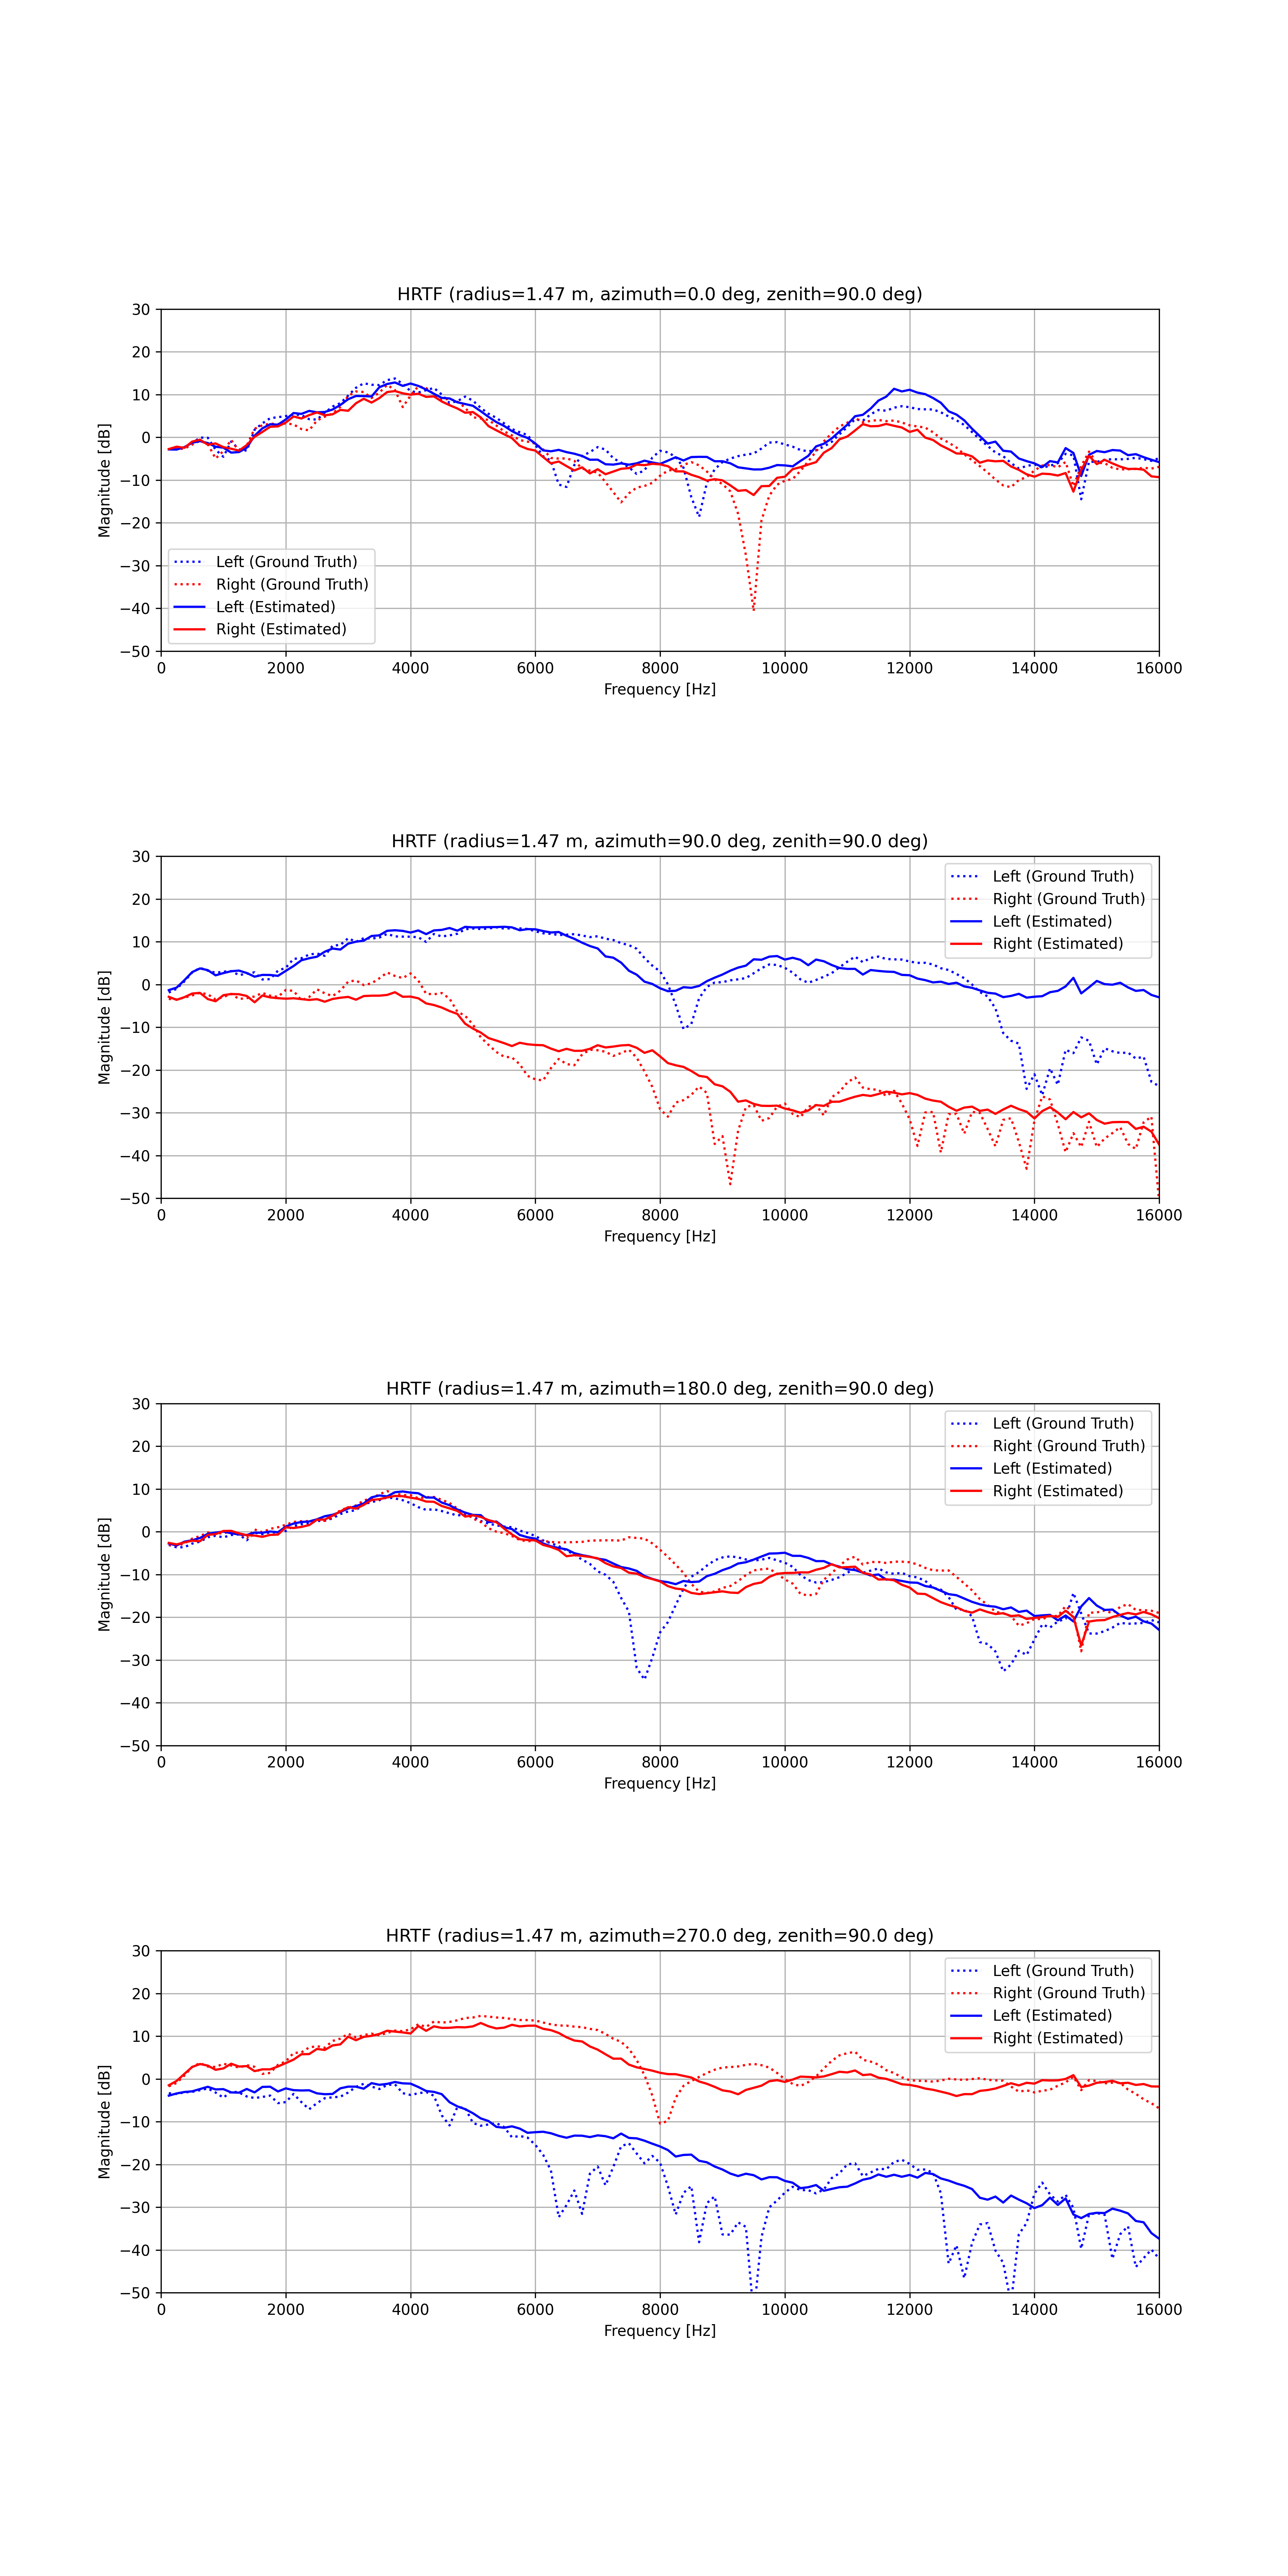 HRTF (radius=1.47 m, azimuth=0.0 deg, zenith=90.0 deg)
30
20
10
0
−10
−20
−30
−40
−50
Magnitude [dB]
Left (Ground Truth)
Right (Ground Truth)
Left (Estimated)
Right (Estimated)
0 2000 4000 6000 8000 10000 12000 14000 16000
Frequency [Hz]
HRTF (radius=1.47 m, azimuth=90.0 deg, zenith=90.0 deg)
30
20
10
0
−10
−20
−30
−40
−50
Magnitude [dB]
Left (Ground Truth)
Right (Ground Truth)
Left (Estimated)
Right (Estimated)
0 2000 4000 6000 8000 10000 12000 14000 16000
Frequency [Hz]
HRTF (radius=1.47 m, azimuth=180.0 deg, zenith=90.0 deg)
30
20
10
0
−10
−20
−30
−40
−50
Magnitude [dB]
Left (Ground Truth)
Right (Ground Truth)
Left (Estimated)
Right (Estimated)
0 2000 4000 6000 8000 10000 12000 14000 16000
Frequency [Hz]
HRTF (radius=1.47 m, azimuth=270.0 deg, zenith=90.0 deg)
30
20
10
0
−10
−20
−30
−40
−50
Magnitude [dB]
Left (Ground Truth)
Right (Ground Truth)
Left (Estimated)
Right (Estimated)
0 2000 4000 6000 8000 10000 12000 14000 16000
Frequency [Hz]